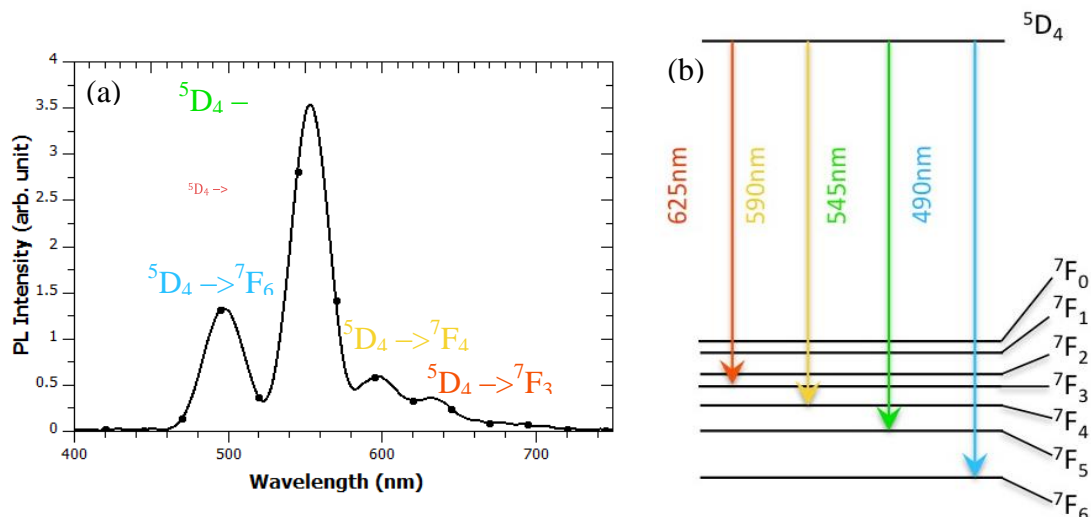 (a)
⁵D₄ –
⁵D₄ –>
⁵D₄ –>⁷F₆
⁵D₄ –>⁷F₄
⁵D₄ –>⁷F₃
PL Intensity (arb. unit)
4
3.5
3
2.5
2
1.5
1
0.5
0
400
500
600
700
Wavelength (nm)
(b)
⁵D₄
625nm
590nm
545nm
490nm
⁷F₀
⁷F₁
⁷F₂
⁷F₃
⁷F₄
⁷F₅
⁷F₆